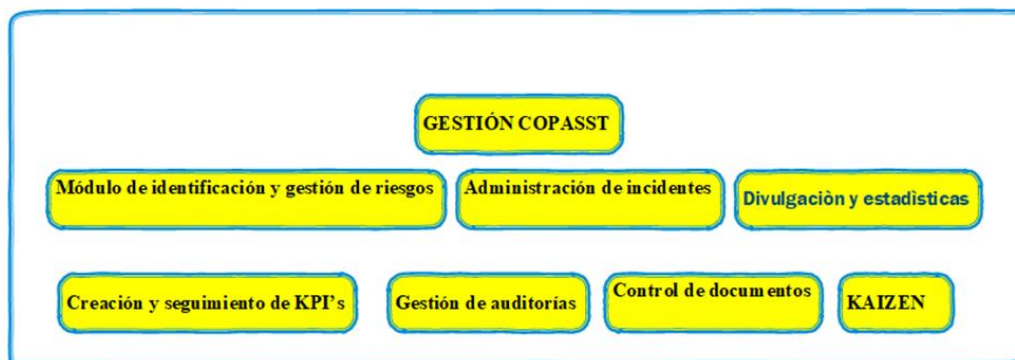 GESTIÓN COPASST
Módulo de identificación y gestión de riesgos
Administración de incidentes
Divulgaciòn y estadìsticas
Creación y seguimiento de KPI’s
Gestión de auditorías
Control de documentos
KAIZEN